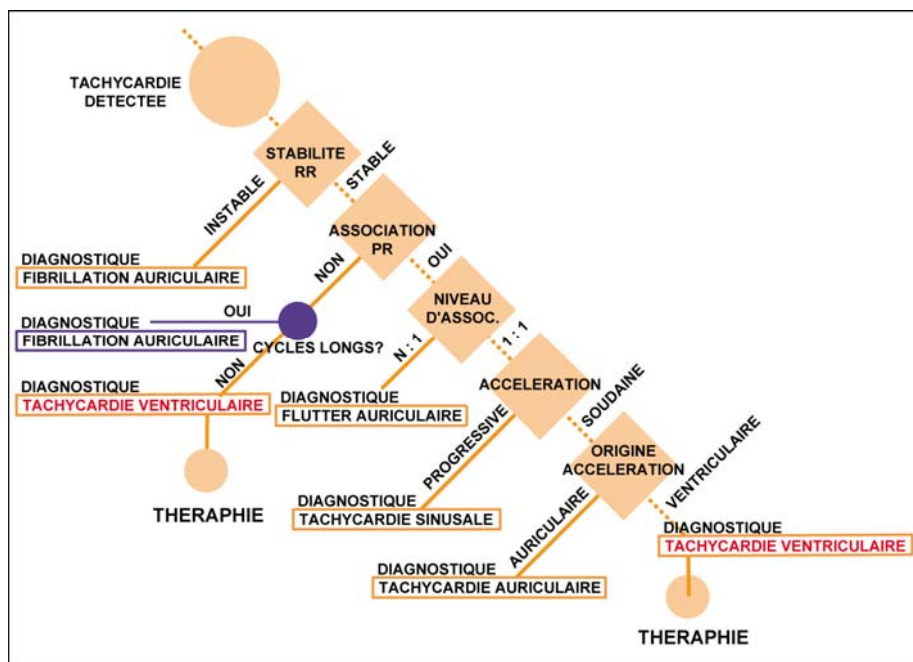 TACHYCARDIE
DETECTEE
STABILITE
RR
INSTABLE
STABLE
DIAGNOSTIQUE
FIBRILLATION AURICULAIRE
ASSOCIATION
PR
NON
OUI
DIAGNOSTIQUE
FIBRILLATION AURICULAIRE
OUI
CYCLES LONGS?
NON
DIAGNOSTIQUE
TACHYCARDIE VENTRICULAIRE
THERAPHIE
NIVEAU
D'ASSOC.
N : 1
1 : 1
DIAGNOSTIQUE
FLUTTER AURICULAIRE
ACCELERATION
PROGRESSIVE
SOUDAINE
DIAGNOSTIQUE
TACHYCARDIE SINUSALE
ORIGINE
ACCELERATION
AURICULAIRE
VENTRICULAIRE
DIAGNOSTIQUE
TACHYCARDIE AURICULAIRE
DIAGNOSTIQUE
TACHYCARDIE VENTRICULAIRE
THERAPHIE